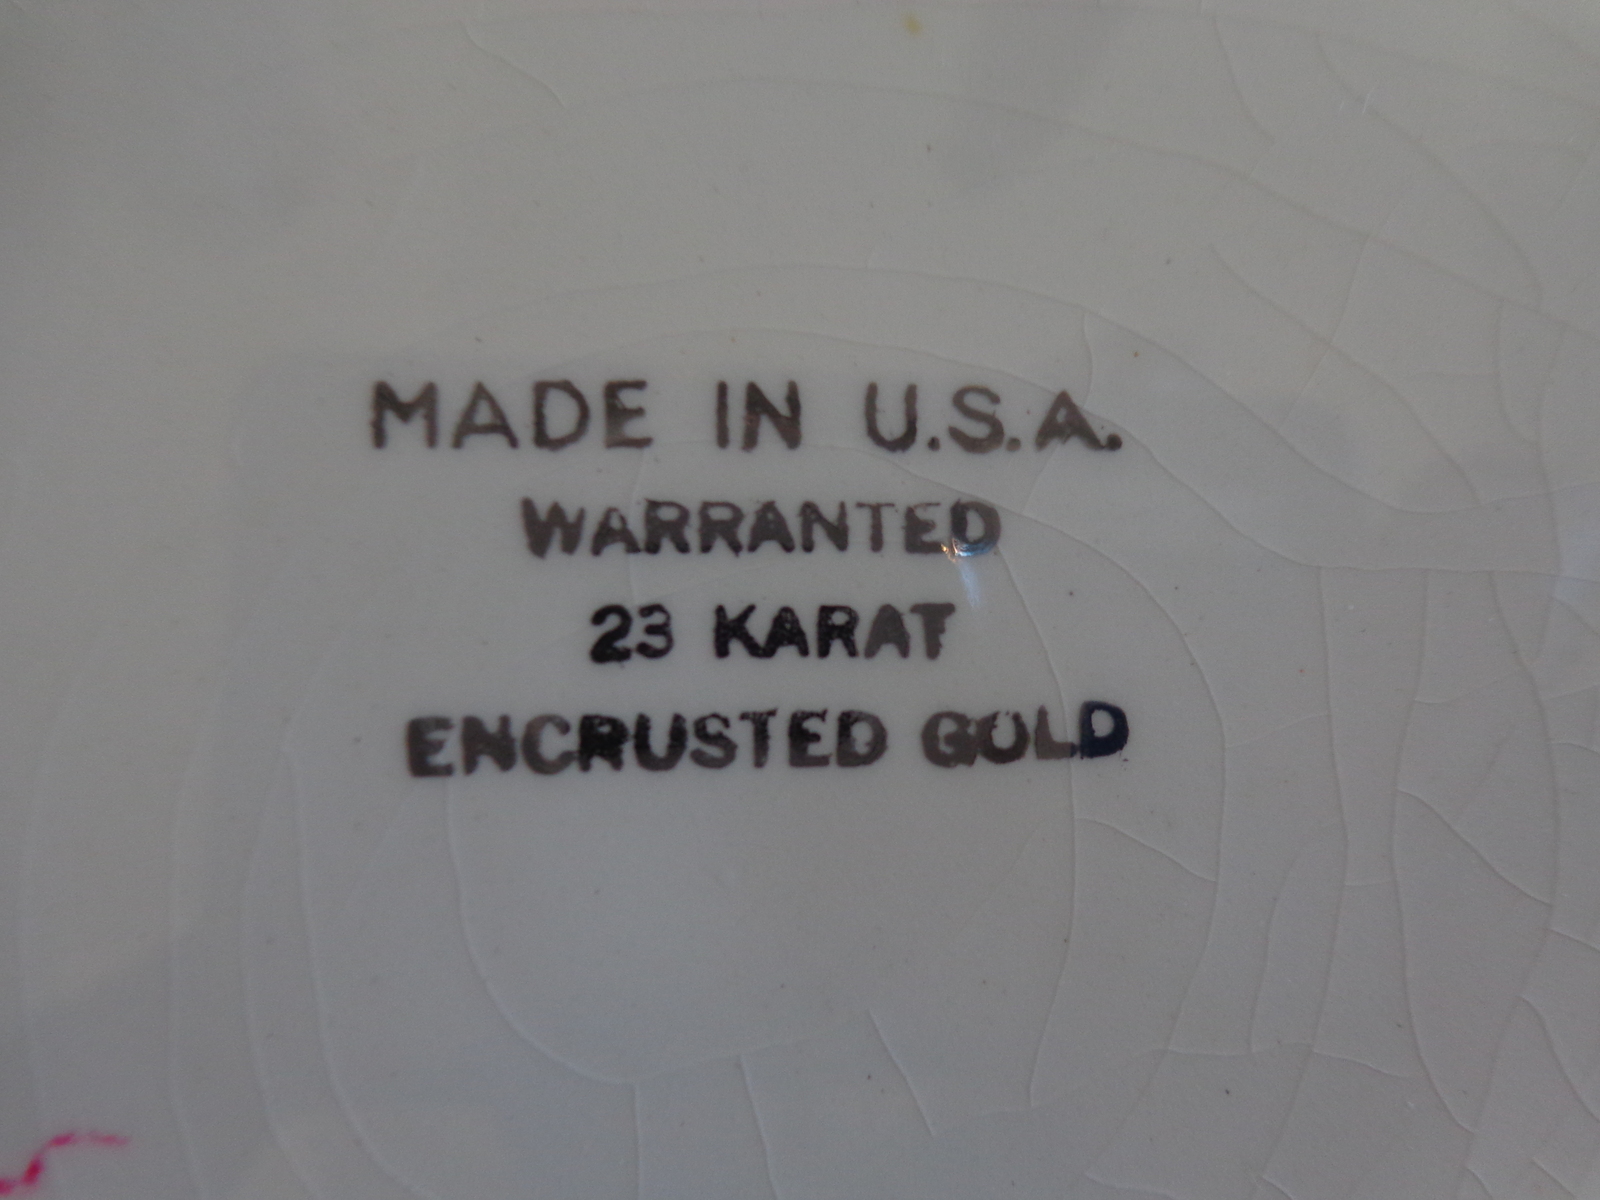 MADE IN U.S.A.
WARRANTED
23 KARAT
ENCRUSTED GOLD